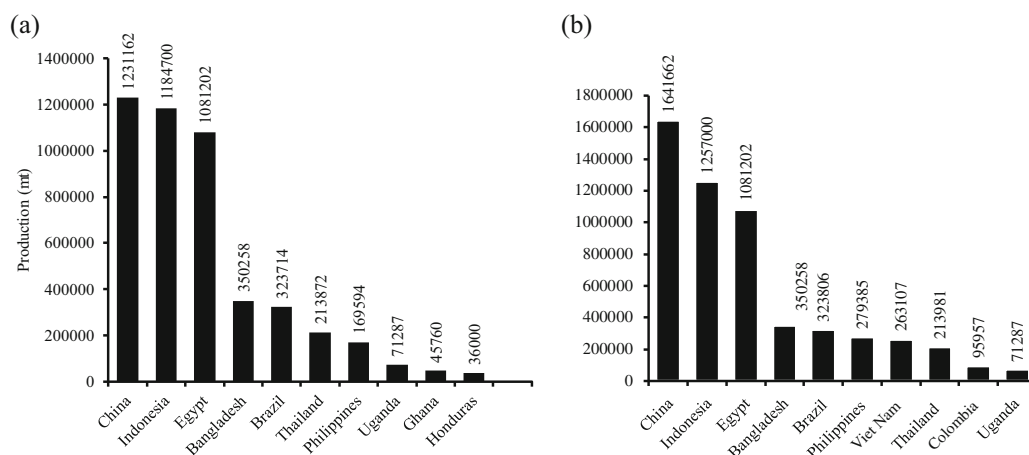 (a)
Production (mt)
1400000
1200000
1000000
800000
600000
400000
200000
0
1231162
1184700
1081202
350258
323714
213872
169594
71287
45760
36000
China
Indonesia
Egypt
Bangladesh
Brazil
Thailand
Philippines
Uganda
Ghana
Honduras
(b)
1800000
1600000
1400000
1200000
1000000
800000
600000
400000
200000
0
1641662
1257000
1081202
350258
323806
279385
263107
213981
95957
71287
China
Indonesia
Egypt
Bangladesh
Brazil
Philippines
Viet Nam
Thailand
Colombia
Uganda